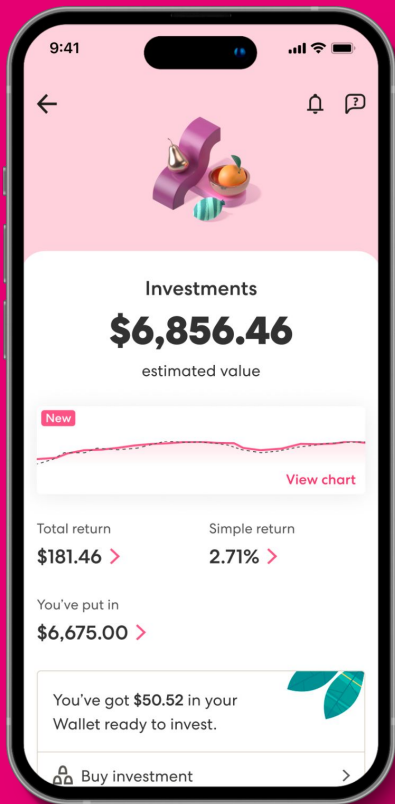 9:41
Investments
$6,856.46
estimated value
New
View chart
Total return
Simple return
$181.46
2.71%
You've put in
$6,675.00
You've got $50.52 in your
Wallet ready to invest.
Buy investment